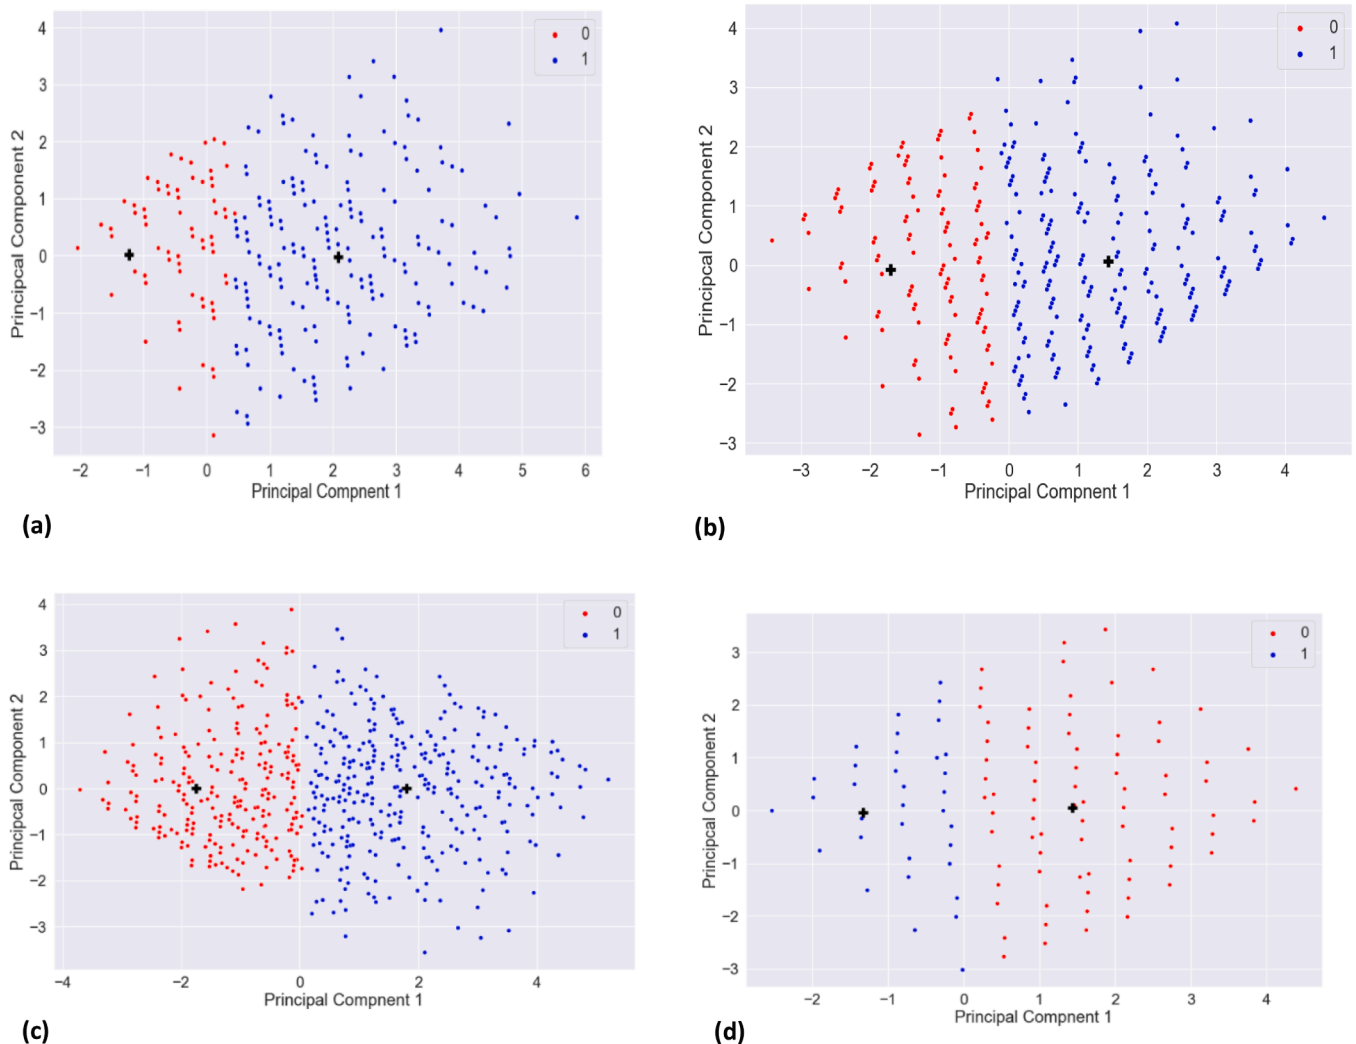 4
3
2
1
0
−1
−2
−3
Principcal Component 2
−2 −1 0 1 2 3 4 5 6
Principal Compnent 1
0
1
(a)
4
3
2
1
0
−1
−2
−3
Principcal Component 2
−3 −2 −1 0 1 2 3 4
Principal Compnent 1
0
1
(b)
4
3
2
1
0
−1
−2
−3
Principcal Component 2
−4 −2 0 2 4
Principal Compnent 1
0
1
(c)
3
2
1
0
−1
−2
−3
Principcal Component 2
−2 −1 0 1 2 3 4
Principal Compnent 1
0
1
(d)